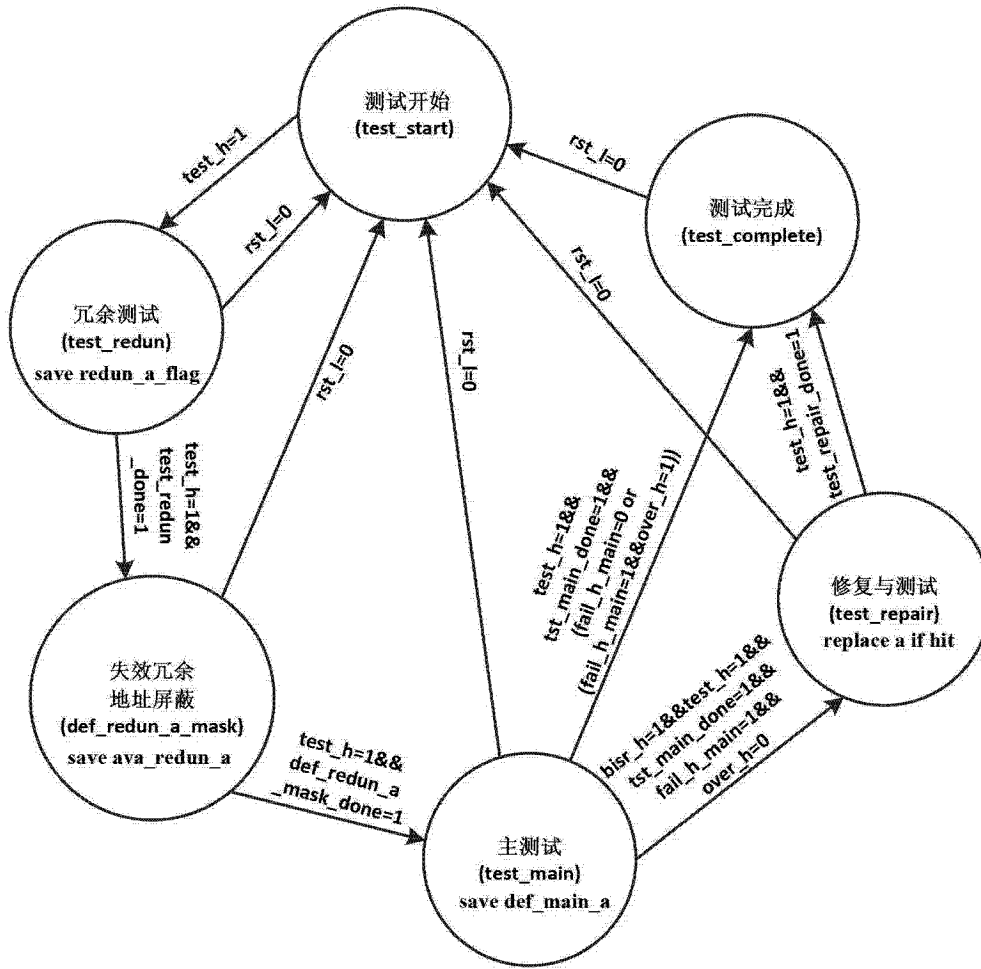 测试开始
(test_start)
test_h=1
rst_l=0
rst_l=0
测试完成
(test_complete)
冗余测试
(test_redun)
save redun_a_flag
rst_l=0
rst_l=0
rst_l=0
test_h=1&&
test_repair_done=1
test_h=1&&
test_redun
_done=1
test_h=1&&
tst_main_done=1&&
(fail_h_main=0 or
(fail_h_main=1&&over_h=1))
修复与测试
(test_repair)
replace a if hit
失效冗余
地址屏蔽
(def_redun_a_mask)
save ava_redun_a
test_h=1&&
def_redun_a
_mask_done=1
bisr_h=1&&test_h=1&&
tst_main_done=1&&
fail_h_main=1&&
over_h=0
主测试
(test_main)
save def_main_a